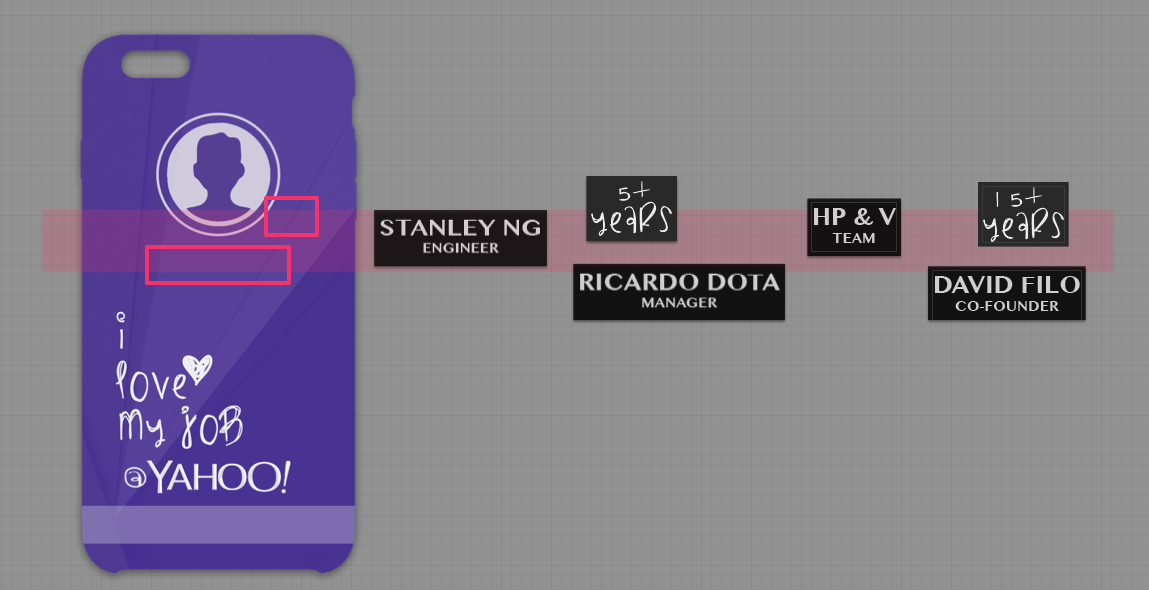 i
love
my joB
@YAHOO!
STANLEY NG
ENGINEER
5+
yeaRS
RICARDO DOTA
MANAGER
HP & V
TEAM
15+
yeaRS
DAVID FILO
CO-FOUNDER